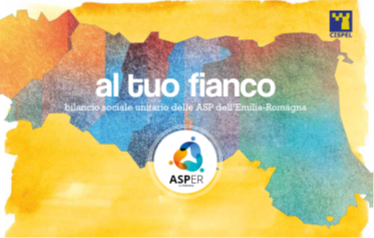 CISPEL
al tuo fianco
bilancio sociale unitario delle ASP dell'Emilia-Romagna
ASPER